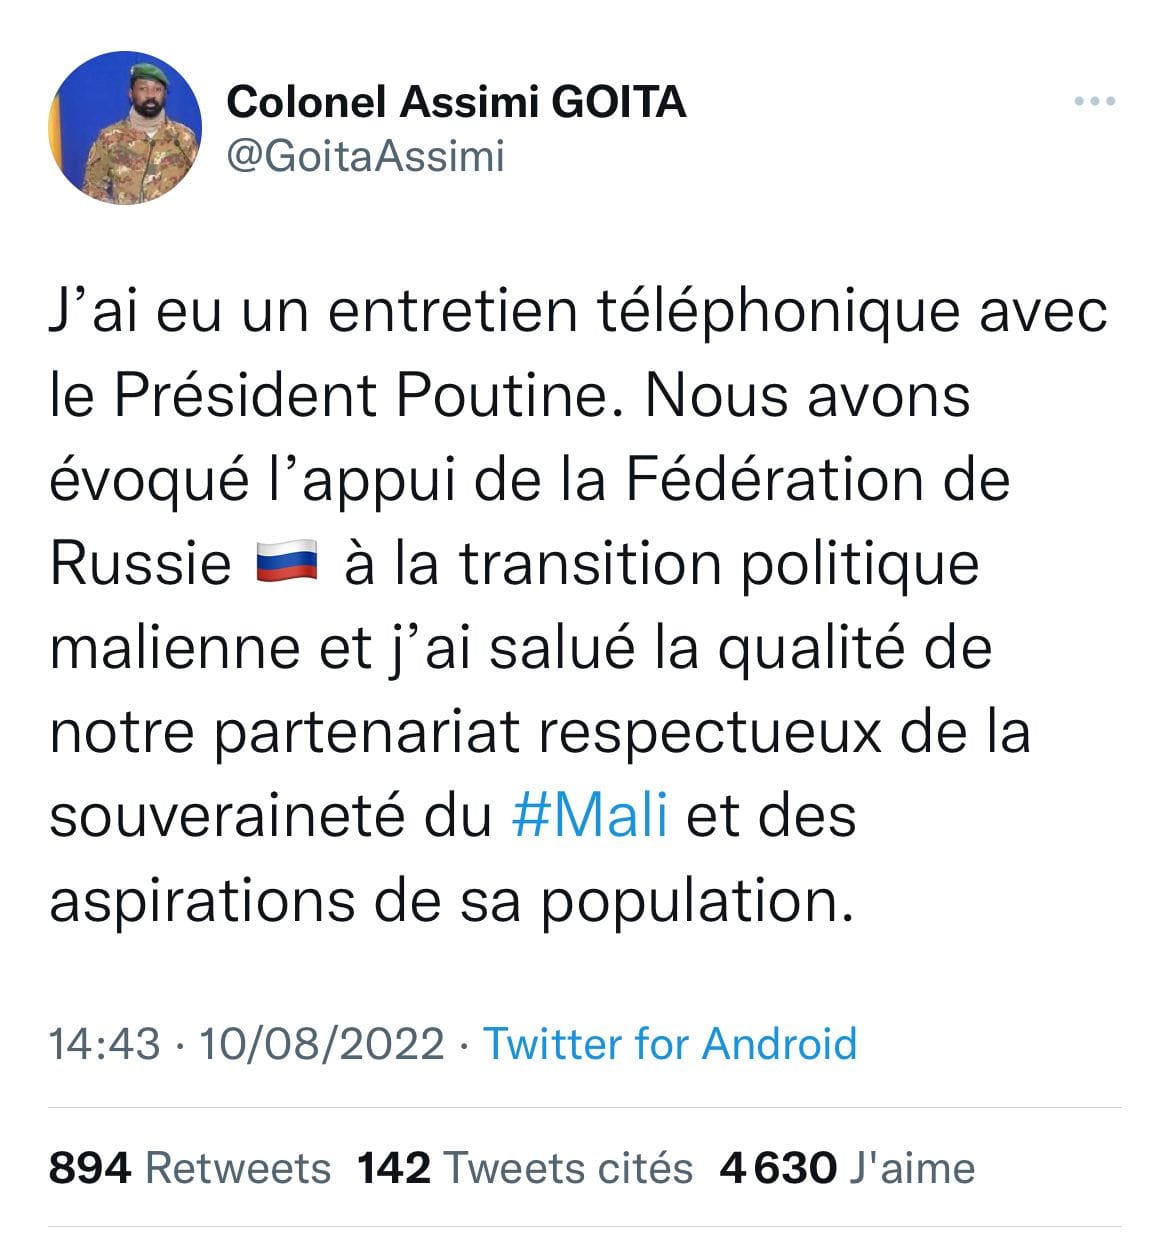 Colonel Assimi GOITA
@GoitaAssimi
J’ai eu un entretien téléphonique avec
le Président Poutine. Nous avons
évoqué l’appui de la Fédération de
Russie 🇷🇺 à la transition politique
malienne et j’ai salué la qualité de
notre partenariat respectueux de la
souveraineté du #Mali et des
aspirations de sa population.
14:43 · 10/08/2022 · Twitter for Android
894 Retweets 142 Tweets cités 4 630 J'aime